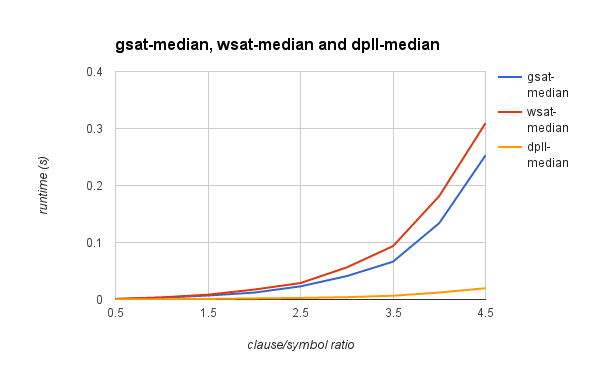 gsat-median, wsat-median and dpll-median
0.4
0.3
0.2
0.1
0
runtime (s)
0.5
1.5
2.5
3.5
4.5
clause/symbol ratio
gsat-
median
wsat-
median
dpll-
median